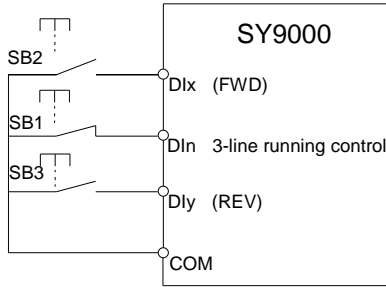 SY9000
SB2
DIx (FWD)
SB1
DIn 3-line running control
SB3
DIy (REV)
COM